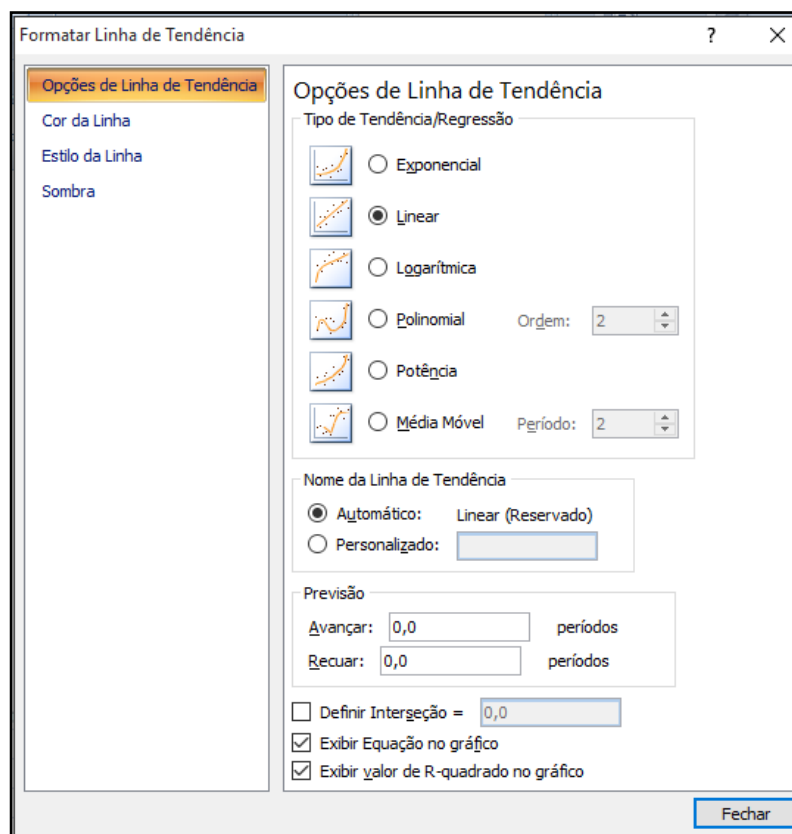 Formatar Linha de Tendência ? X
Opções de Linha de Tendência
Cor da Linha
Estilo da Linha
Sombra
Opções de Linha de Tendência
Tipo de Tendência/Regressão
Exponencial
Linear
Logarítmica
Polinomial Ordem: 2
Potência
Média Móvel Período: 2
Nome da Linha de Tendência
Automático: Linear (Reservado)
Personalizado:
Previsão
Avançar: 0,0 períodos
Recuar: 0,0 períodos
Definir Interseção = 0,0
Exibir Equação no gráfico
Exibir valor de R-quadrado no gráfico
Fechar